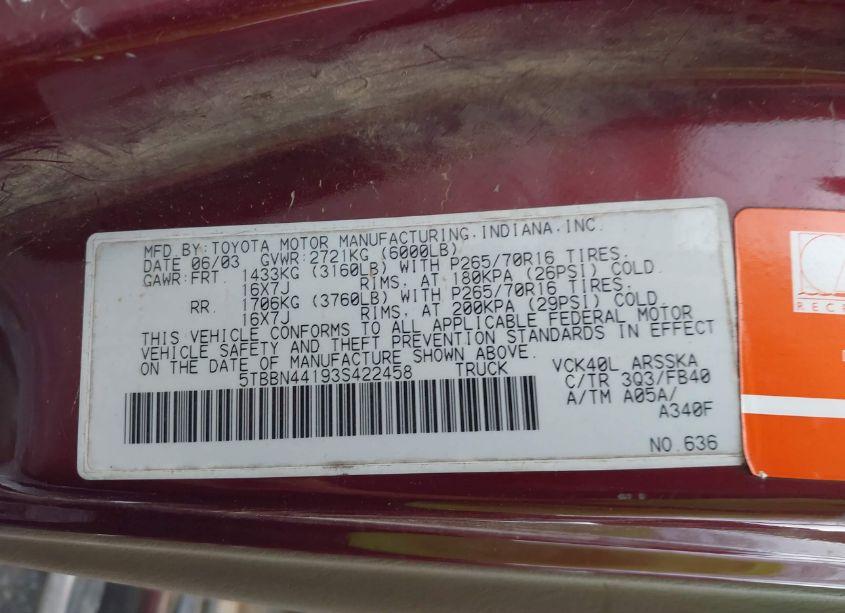 MFD.BY:TOYOTA MOTOR MANUFACTURING.INDIANA.INC.
DATE 06/03 GVWR:2721KG (6000LB)
GAWR:FRT 1433KG (3160LB) WITH P265/70R16 TIRES.
16X7J RIMS. AT 180KPA (26PSI) COLD.
RR. 1706KG (3760LB) WITH P265/70R16 TIRES.
16X7J RIMS. AT 200KPA (29PSI) COLD.
THIS VEHICLE CONFORMS TO ALL APPLICABLE FEDERAL MOTOR
VEHICLE SAFETY AND THEFT PREVENTION STANDARDS IN EFFECT
ON THE DATE OF MANUFACTURE SHOWN ABOVE.
5TBBN44193S422458 TRUCK
VCK40L ARSSKA
C/TR 3Q3/FB40
A/TM A05A/
A340F
NO.636